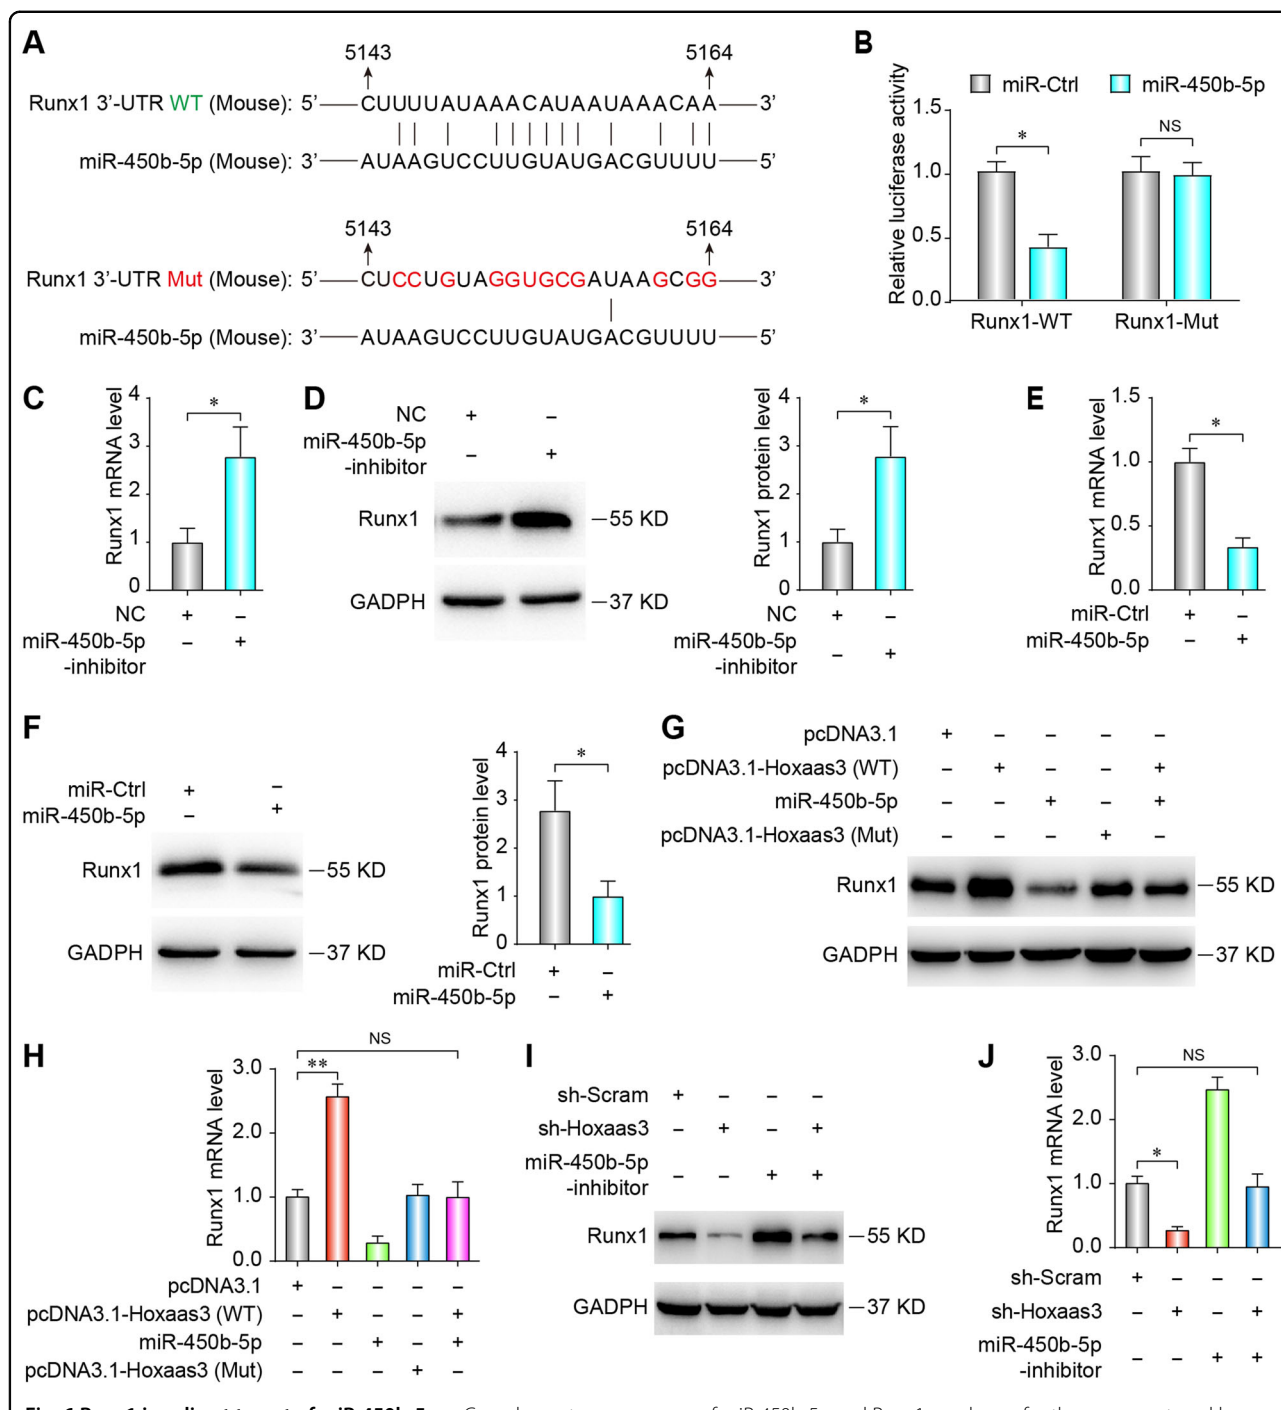 A
5143 5164
Runx1 3'-UTR WT (Mouse): 5' CUUUUAUAAACAUAAUAAACAA 3'
miR-450b-5p (Mouse): 3' AUAAGUCCUUGUAUGACGUUUU 5'
5143 5164
Runx1 3'-UTR Mut (Mouse): 5' CUCCUGUAGGUGCGAUAAGCGG 3'
miR-450b-5p (Mouse): 3' AUAAGUCCUUGUAUGACGUUUU 5'
B
miR-Ctrl miR-450b-5p
Relative luciferase activity
1.5
1.0
0.5
0.0
* NS
Runx1-WT Runx1-Mut
C
Runx1 mRNA level
4
3
2
1
0
*
NC + –
miR-450b-5p – +
-inhibitor
D
NC + –
miR-450b-5p – +
-inhibitor
Runx1 –55 KD
GADPH –37 KD
Runx1 protein level
4
3
2
1
0
*
NC + –
miR-450b-5p – +
-inhibitor
E
Runx1 mRNA level
1.5
1.0
0.5
0.0
*
miR-Ctrl + –
miR-450b-5p – +
F
miR-Ctrl + –
miR-450b-5p – +
Runx1 –55 KD
GADPH –37 KD
Runx1 protein level
4
3
2
1
0
*
miR-Ctrl + –
miR-450b-5p – +
G
pcDNA3.1 + – – – –
pcDNA3.1-Hoxaas3 (WT) – + – – +
miR-450b-5p – – + – +
pcDNA3.1-Hoxaas3 (Mut) – – – + –
Runx1 –55 KD
GADPH –37 KD
H
Runx1 mRNA level
3.0
2.0
1.0
0.0
NS
**
pcDNA3.1 + – – – –
pcDNA3.1-Hoxaas3 (WT) – + – – +
miR-450b-5p – – + – +
pcDNA3.1-Hoxaas3 (Mut) – – – + –
I
sh-Scram + – – –
sh-Hoxaas3 – + – +
miR-450b-5p – – + +
-inhibitor
Runx1 –55 KD
GADPH –37 KD
J
Runx1 mRNA level
3.0
2.0
1.0
0.0
NS
*
sh-Scram + – – –
sh-Hoxaas3 – + – +
miR-450b-5p – – + +
-inhibitor